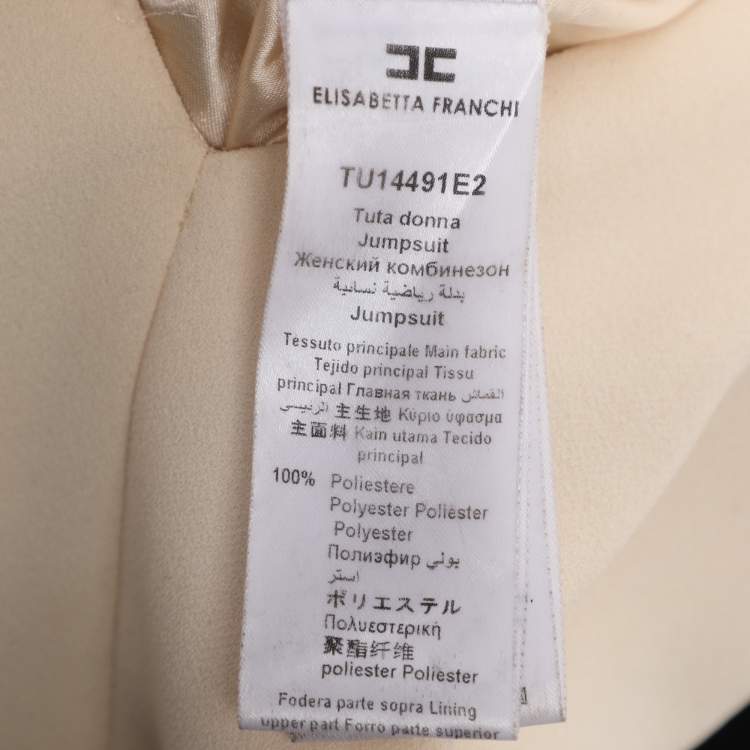 ELISABETTA FRANCHI
TU14491E2
Tuta donna
Jumpsuit
Женский комбинезон
بدلة رياضية نسائية
Jumpsuit
Tessuto principale Main fabric
Tejido principal Tissu
principal Главная ткань القماش
الرئيسي 主生地 Κύριο ύφασμα
主面料 Kain utama Tecido
principal
100% Poliestere
Polyester Poliéster
Polyester
Полиэфир بولي
استر
ポリエステル
Πολυεστερική
聚酯纤维
poliester Poliester
Fodera parte sopra Lining
upper part Forro parte superior